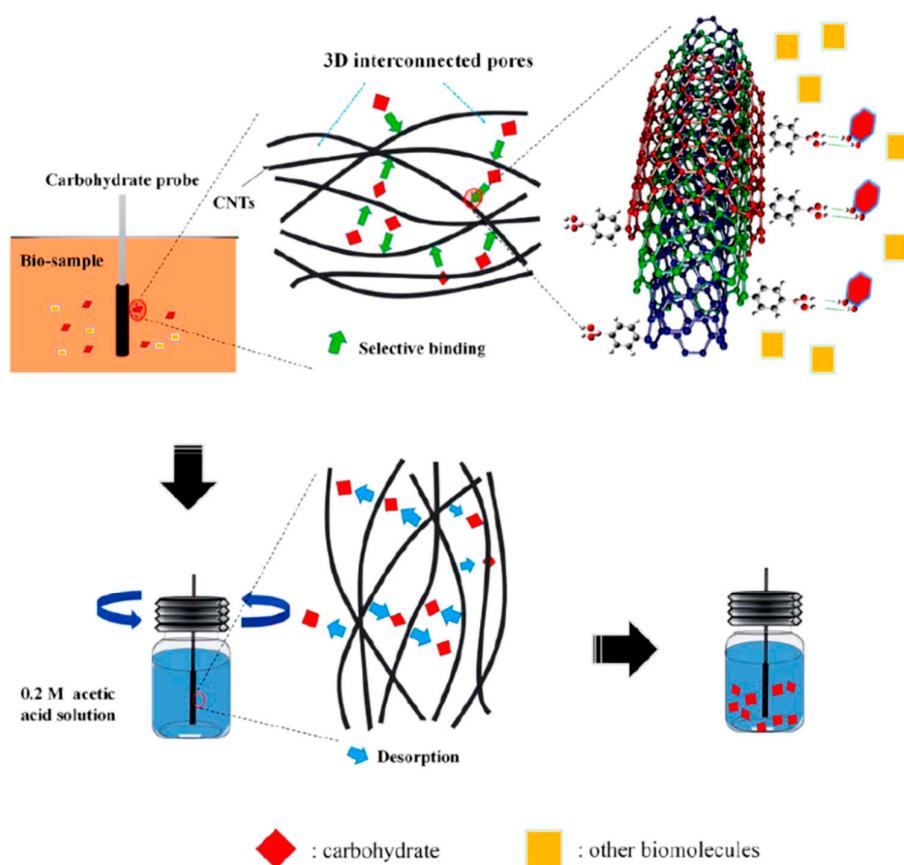 3D interconnected pores
Carbohydrate probe
CNTs
Bio-sample
Selective binding
0.2 M acetic
acid solution
Desorption
: carbohydrate
: other biomolecules